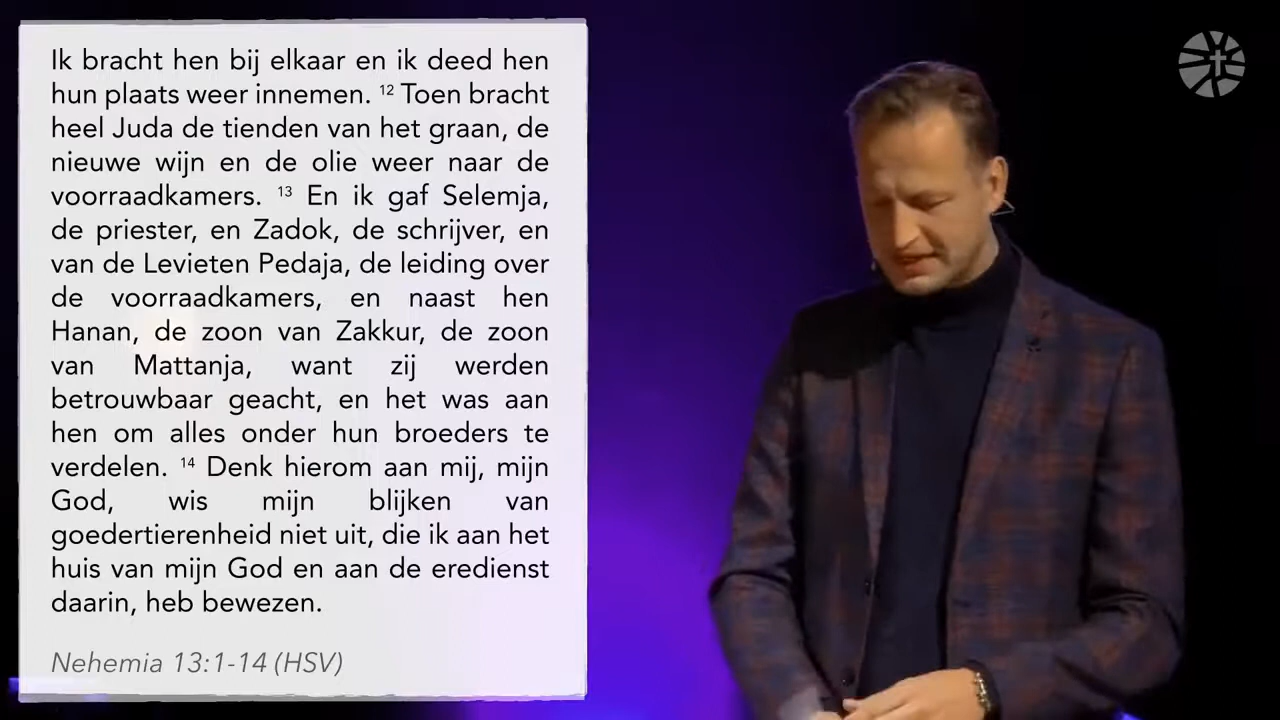 Ik bracht hen bij elkaar en ik deed hen
hun plaats weer innemen. 12 Toen bracht
heel Juda de tienden van het graan, de
nieuwe wijn en de olie weer naar de
voorraadkamers. 13 En ik gaf Selemja,
de priester, en Zadok, de schrijver, en
van de Levieten Pedaja, de leiding over
de voorraadkamers, en naast hen
Hanan, de zoon van Zakkur, de zoon
van Mattanja, want zij werden
betrouwbaar geacht, en het was aan
hen om alles onder hun broeders te
verdelen. 14 Denk hierom aan mij, mijn
God, wis mijn blijken van
goedertierenheid niet uit, die ik aan het
huis van mijn God en aan de eredienst
daarin, heb bewezen.
Nehemia 13:1-14 (HSV)